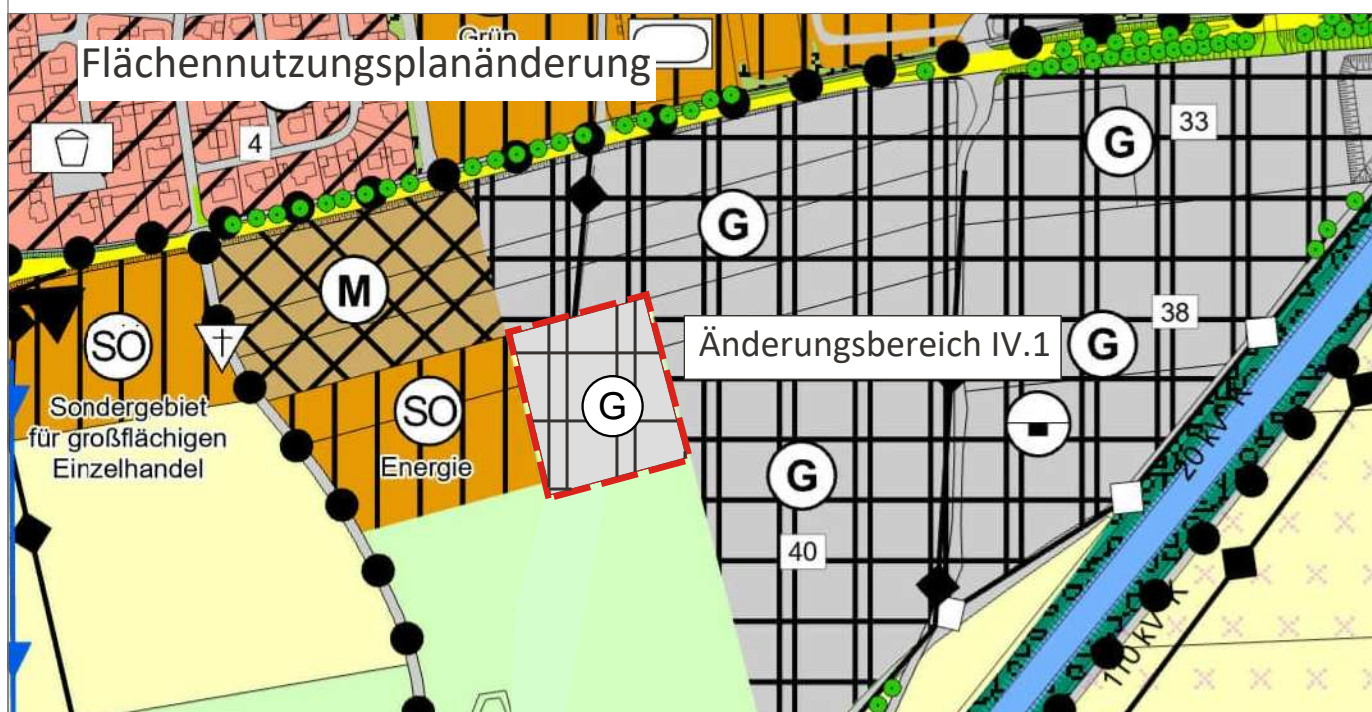 Grün
Flächennutzungsplanänderung
4
33
G
G
M
38
Änderungsbereich IV.1
G
SO
SO
G
Sondergebiet
für großflächigen
Einzelhandel
Energie
G
20 kV K
40
110 kV K